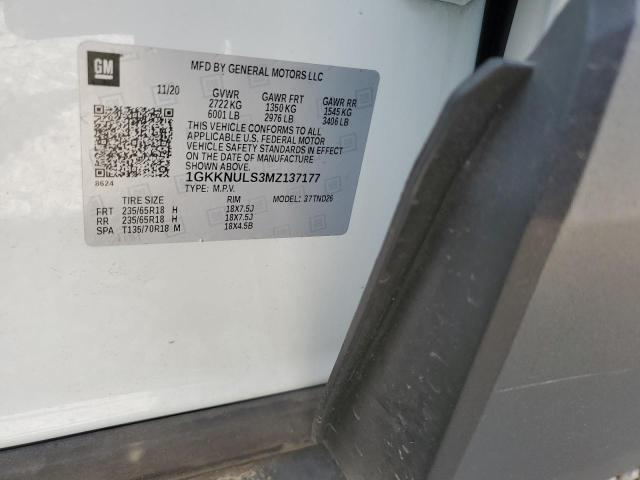 GM
MFD BY GENERAL MOTORS LLC
11/20 GVWR GAWR FRT GAWR RR
2722 KG 1350 KG 1545 KG
6001 LB 2976 LB 3406 LB
THIS VEHICLE CONFORMS TO ALL
APPLICABLE U.S. FEDERAL MOTOR
VEHICLE SAFETY STANDARDS IN
EFFECT ON THE DATE OF MANUFACTURE
SHOWN ABOVE.
8624 1GKKNULS3MZ137177
TYPE: M.P.V. MODEL: 37TND26
TIRE SIZE RIM
FRT 235/65R18 H 18X7.5J
RR 235/65R18 H 18X7.5J
SPA T135/70R18 M 18X4.5B